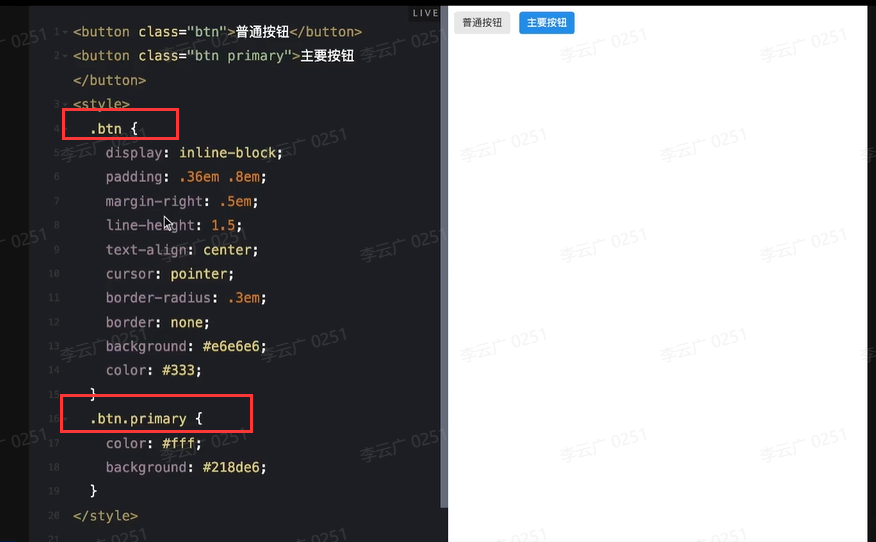 LIVE
1 <button class="btn">普通按钮</button>
2 <button class="btn primary">主要按钮
</button>
3 <style>
4 .btn {
5 display: inline-block;
6 padding: .36em .8em;
7 margin-right: .5em;
8 line-height: 1.5;
9 text-align: center;
10 cursor: pointer;
11 border-radius: .3em;
12 border: none;
13 background: #e6e6e6;
14 color: #333;
15 }
16 .btn.primary {
17 color: #fff;
18 background: #218de6;
19 }
20 </style>
21
普通按钮 主要按钮
李云广 0251